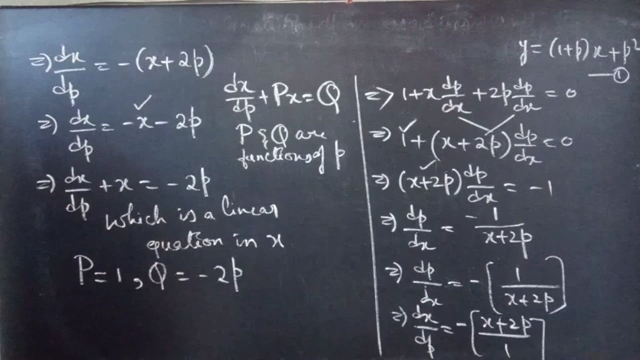 y = (1+p)x + p² —①
⇒ 1 + x dp/dx + 2p dp/dx = 0
⇒ 1 + (x+2p) dp/dx = 0
⇒ (x+2p) dp/dx = -1
⇒ dp/dx = -1/(x+2p)
⇒ dp/dx = -[1/(x+2p)]
⇒ dx/dp = -[(x+2p)/1]
⇒ dx/dp = -(x+2p)
⇒ dx/dp = -x - 2p
⇒ dx/dp + x = -2p
which is a linear
equation in x
P = 1, Q = -2p
dx/dp + Px = Q
P & Q are
functions of p